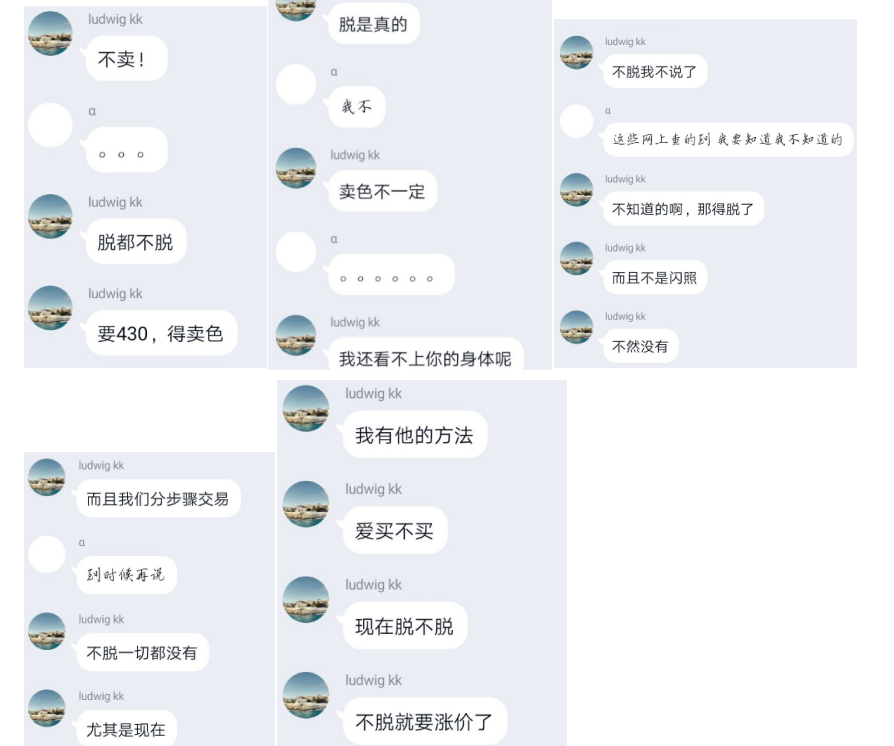 ludwig kk
不卖！
α
。。。
ludwig kk
脱都不脱
ludwig kk
要430，得卖色
脱是真的
α
我不
ludwig kk
卖色不一定
α
。。。。。。
ludwig kk
我还看不上你的身体呢
ludwig kk
不脱我不说了
α
这些网上查的到 我要知道我不知道的
ludwig kk
不知道的啊，那得脱了
ludwig kk
而且不是闪照
ludwig kk
不然没有
ludwig kk
而且我们分步骤交易
α
到时候再说
ludwig kk
不脱一切都没有
ludwig kk
尤其是现在
ludwig kk
我有他的方法
ludwig kk
爱买不买
ludwig kk
现在脱不脱
ludwig kk
不脱就要涨价了